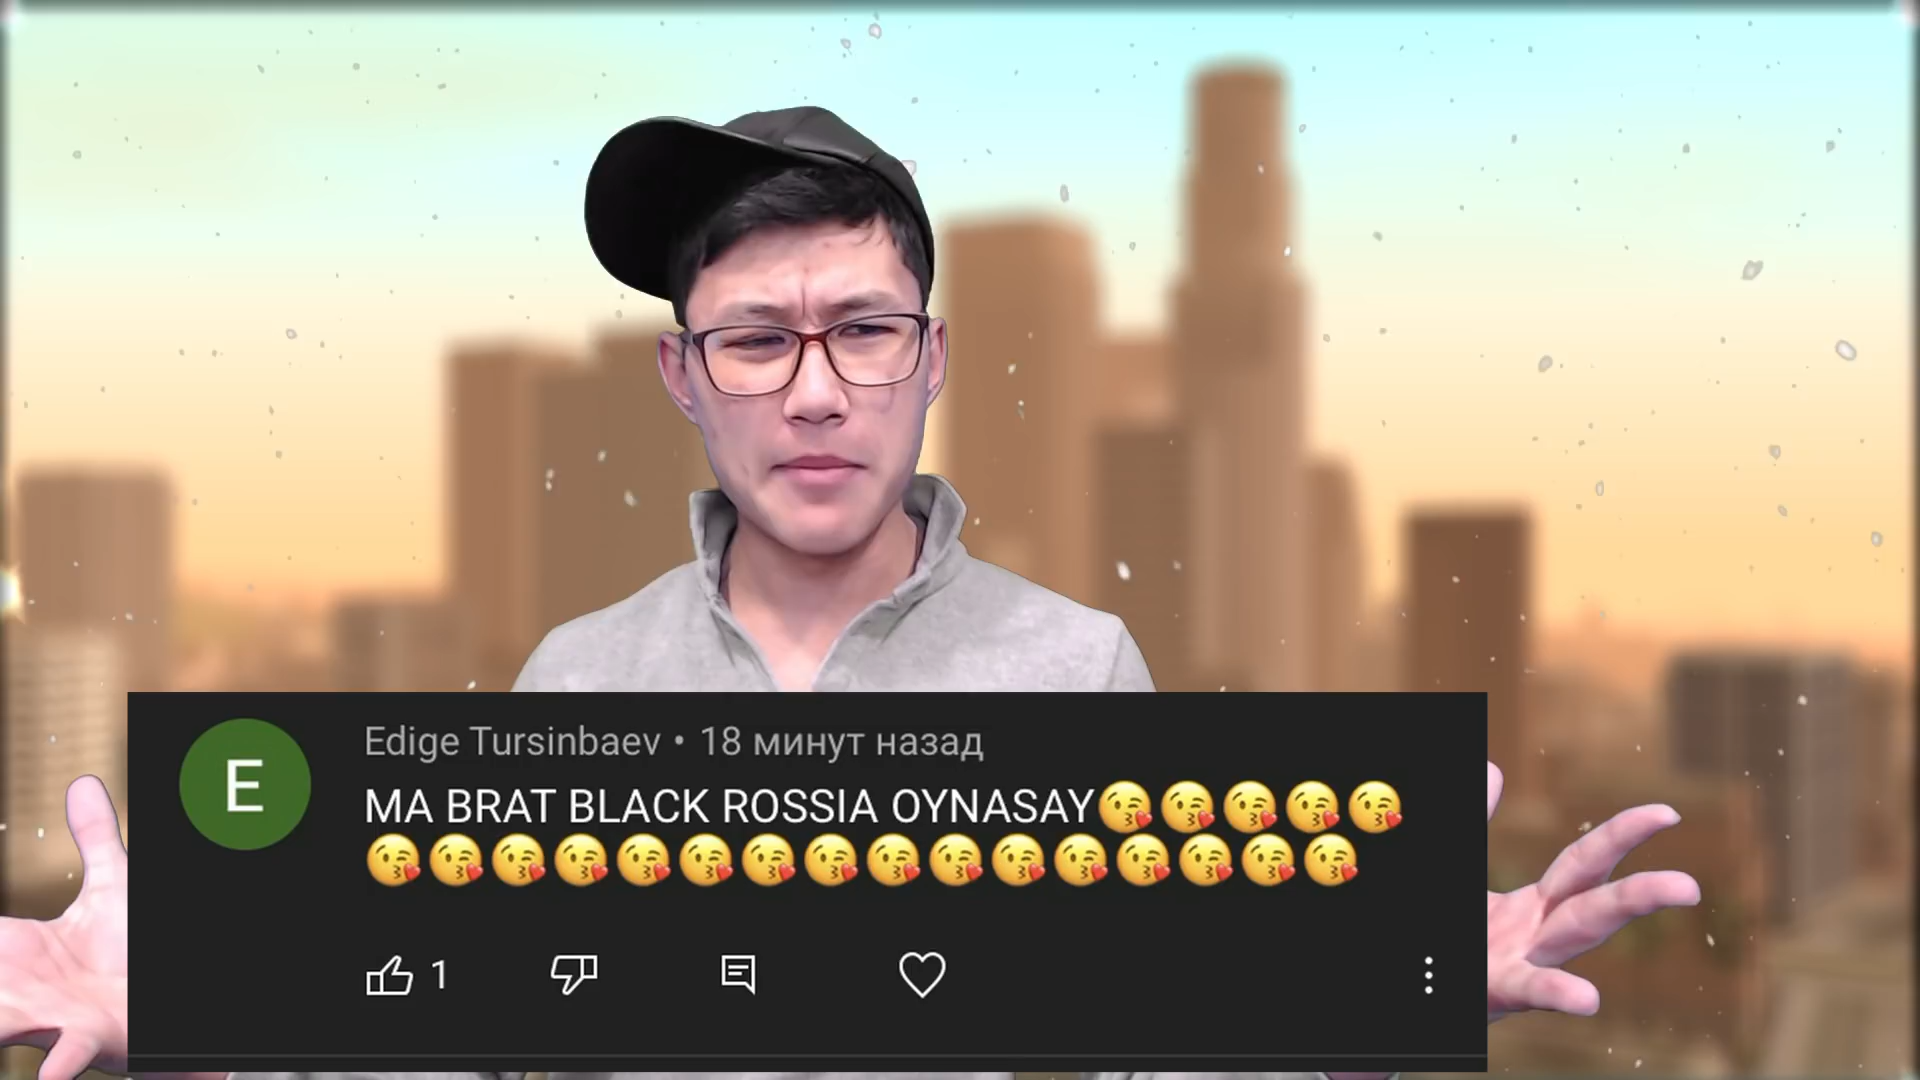 E
Edige Tursinbaev • 18 минут назад
MA BRAT BLACK ROSSIA OYNASAY😘😘😘😘😘
😘😘😘😘😘😘😘😘😘😘😘😘😘😘😘😘
1